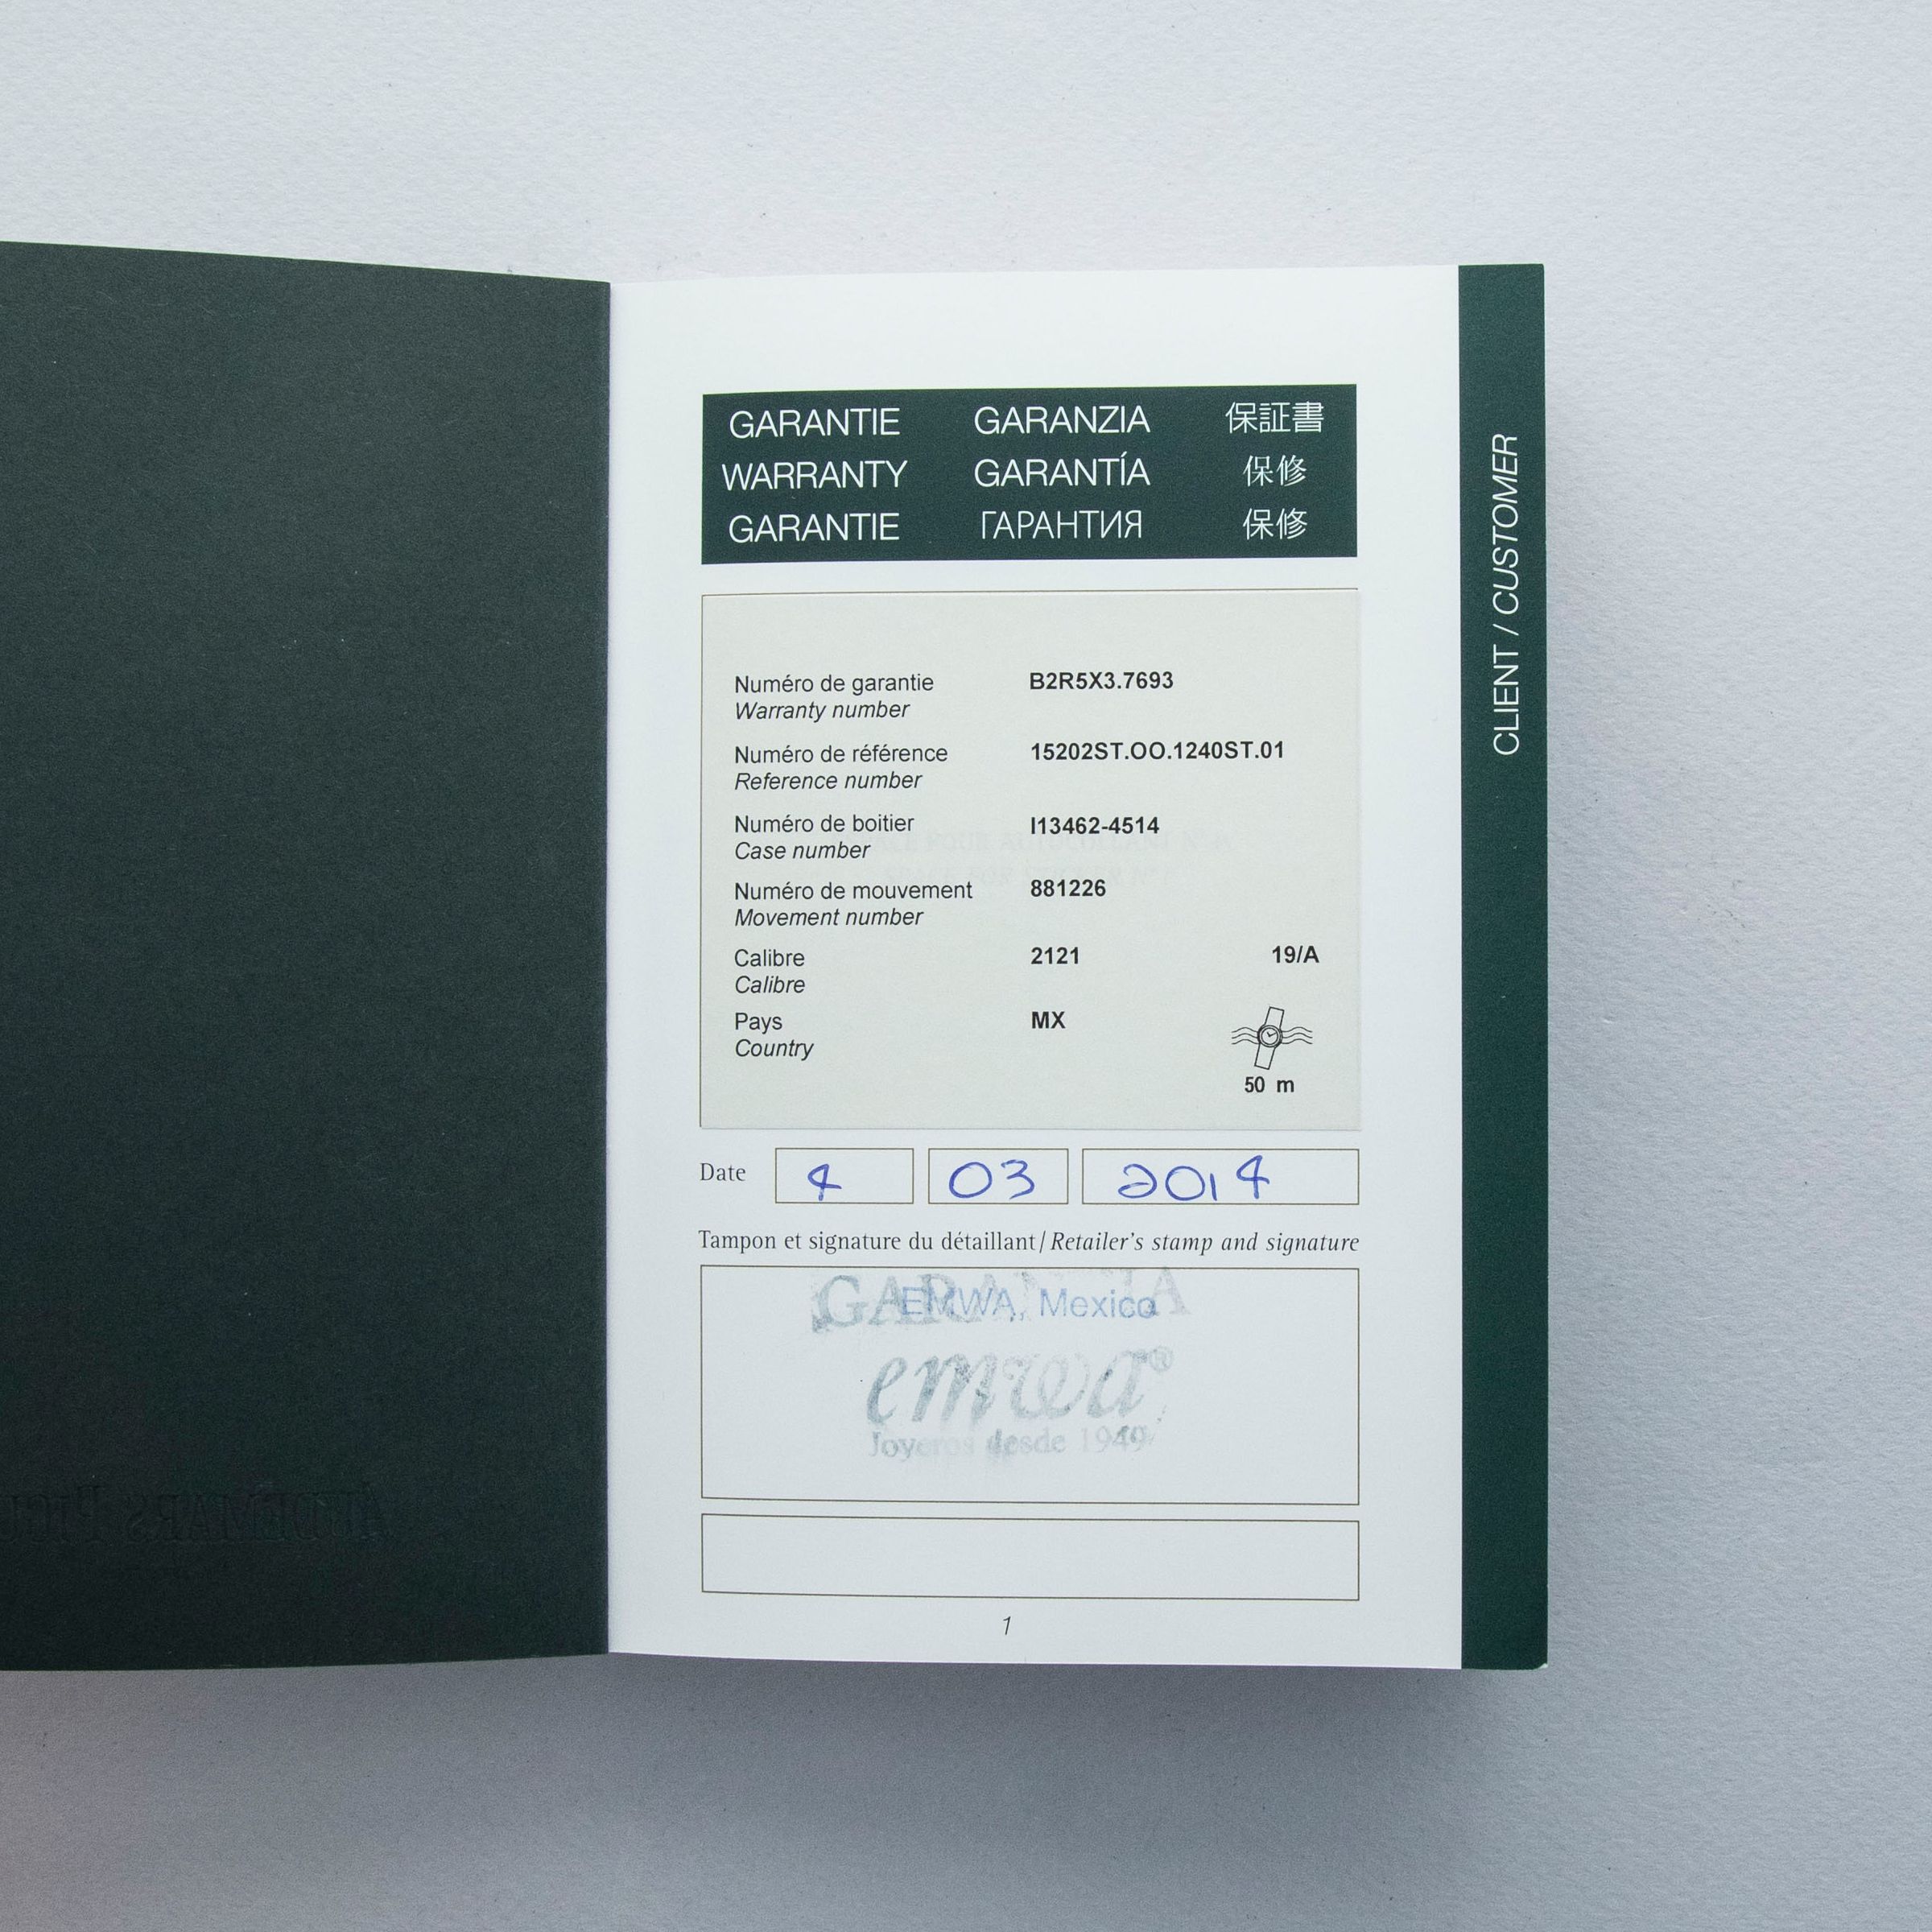 GARANTIE GARANZIA 保証書
WARRANTY GARANTÍA 保修
GARANTIE ГАРАНТИЯ 保修
CLIENT / CUSTOMER
Numéro de garantie B2R5X3.7693
Warranty number
Numéro de référence 15202ST.OO.1240ST.01
Reference number
Numéro de boitier I13462-4514
Case number
Numéro de mouvement 881226
Movement number
Calibre 2121 19/A
Calibre
Pays MX
Country
50 m
Date 4 03 2014
Tampon et signature du détaillant / Retailer's stamp and signature
EMWA, Mexico
emwa®
Joyeros desde 1949
1
AUDEMARS